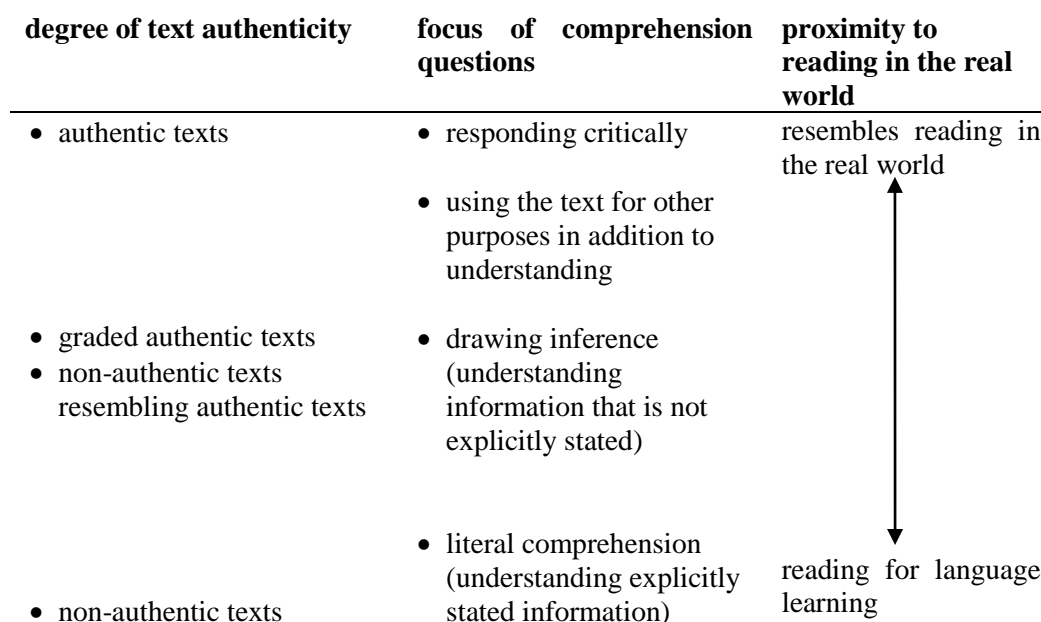 degree of text authenticity
focus of comprehension
questions
proximity to
reading in the real
world
• authentic texts
• responding critically
resembles reading in
the real world
• using the text for other
purposes in addition to
understanding
• graded authentic texts
• non-authentic texts
resembling authentic texts
• drawing inference
(understanding
information that is not
explicitly stated)
• literal comprehension
(understanding explicitly
stated information)
reading for language
learning
• non-authentic texts